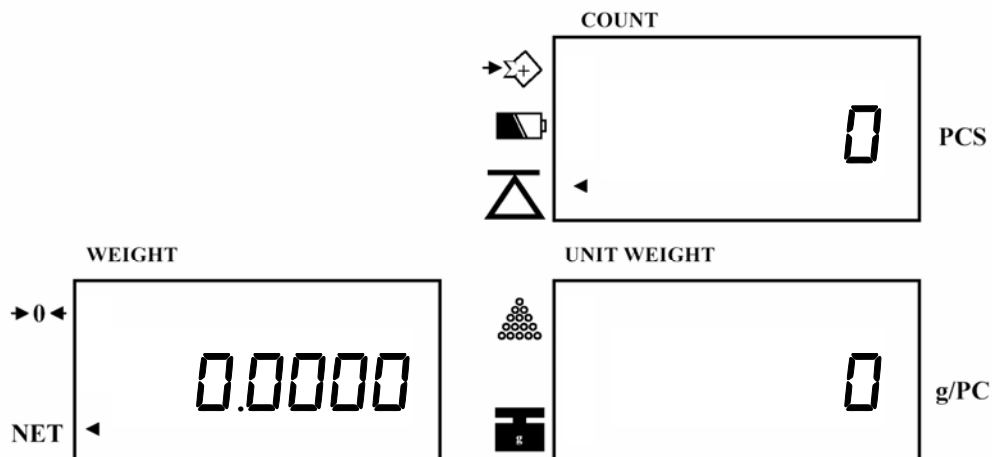 COUNT
Σ+
0
PCS
WEIGHT
UNIT WEIGHT
0
0.0000
0
g/PC
NET
g